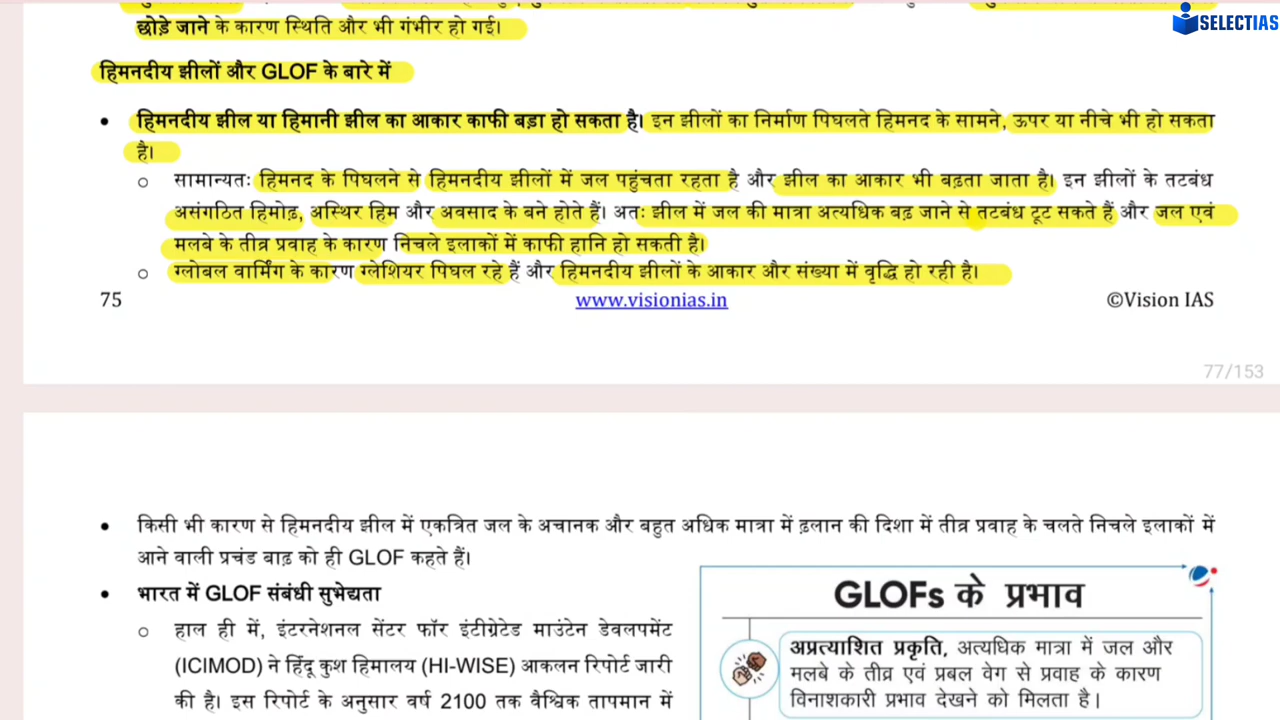 छोड़े जाने के कारण स्थिति और भी गंभीर हो गई।
SELECTIAS
हिमनदीय झीलों और GLOF के बारे में
• हिमनदीय झील या हिमानी झील का आकार काफी बड़ा हो सकता है। इन झीलों का निर्माण पिघलते हिमनद के सामने, ऊपर या नीचे भी हो सकता
है।
o सामान्यतः हिमनद के पिघलने से हिमनदीय झीलों में जल पहुंचता रहता है और झील का आकार भी बढ़ता जाता है। इन झीलों के तटबंध
असंगठित हिमोढ़, अस्थिर हिम और अवसाद के बने होते हैं। अतः झील में जल की मात्रा अत्यधिक बढ़ जाने से तटबंध टूट सकते हैं और जल एवं
मलबे के तीव्र प्रवाह के कारण निचले इलाकों में काफी हानि हो सकती है।
o ग्लोबल वार्मिंग के कारण ग्लेशियर पिघल रहे हैं और हिमनदीय झीलों के आकार और संख्या में वृद्धि हो रही है।
75 www.visionias.in ©Vision IAS
77/153
• किसी भी कारण से हिमनदीय झील में एकत्रित जल के अचानक और बहुत अधिक मात्रा में ढ़लान की दिशा में तीव्र प्रवाह के चलते निचले इलाकों में
आने वाली प्रचंड बाढ़ को ही GLOF कहते हैं।
• भारत में GLOF संबंधी सुभेद्यता
o हाल ही में, इंटरनेशनल सेंटर फॉर इंटीग्रेटेड माउंटेन डेवलपमेंट
(ICIMOD) ने हिंदू कुश हिमालय (HI-WISE) आकलन रिपोर्ट जारी
की है। इस रिपोर्ट के अनुसार वर्ष 2100 तक वैश्विक तापमान में
GLOFs के प्रभाव
अप्रत्याशित प्रकृति, अत्यधिक मात्रा में जल और
मलबे के तीव्र एवं प्रबल वेग से प्रवाह के कारण
विनाशकारी प्रभाव देखने को मिलता है।